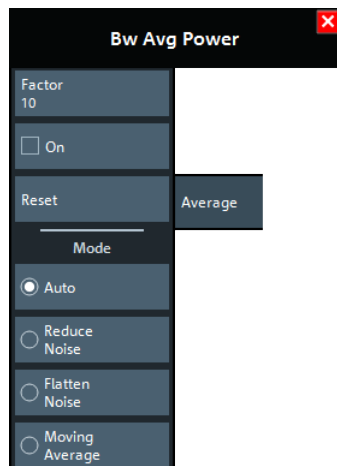 Bw Avg Power
Factor
10
On
Reset
Average
Mode
Auto
Reduce
Noise
Flatten
Noise
Moving
Average